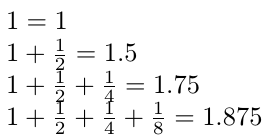 1 = 1
1 + 1/2 = 1.5
1 + 1/2 + 1/4 = 1.75
1 + 1/2 + 1/4 + 1/8 = 1.875